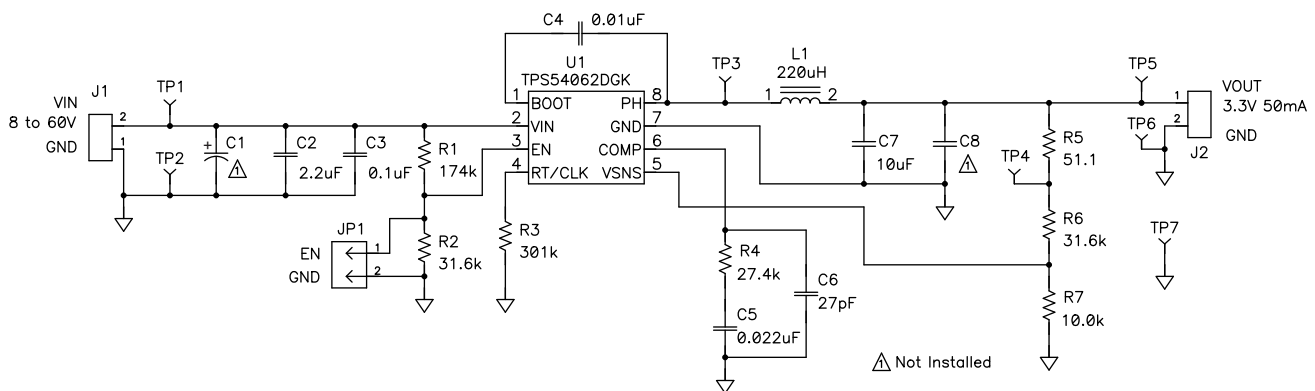 C4
0.01uF
U1
TPS54062DGK
1 BOOT
2 VIN
3 EN
4 RT/CLK
PH 8
GND 7
COMP 6
VSNS 5
J1
VIN
8 to 60V
GND
2
1
TP1
TP2
+
C1
1
C2
2.2uF
C3
0.1uF
R1
174k
JP1
EN
GND
1
2
R2
31.6k
R3
301k
TP3
L1
220uH
1
2
C7
10uF
C8
1
R4
27.4k
C5
0.022uF
C6
27pF
TP4
R5
51.1
R6
31.6k
R7
10.0k
TP5
TP6
TP7
1
2
VOUT
3.3V 50mA
GND
J2
1 Not Installed